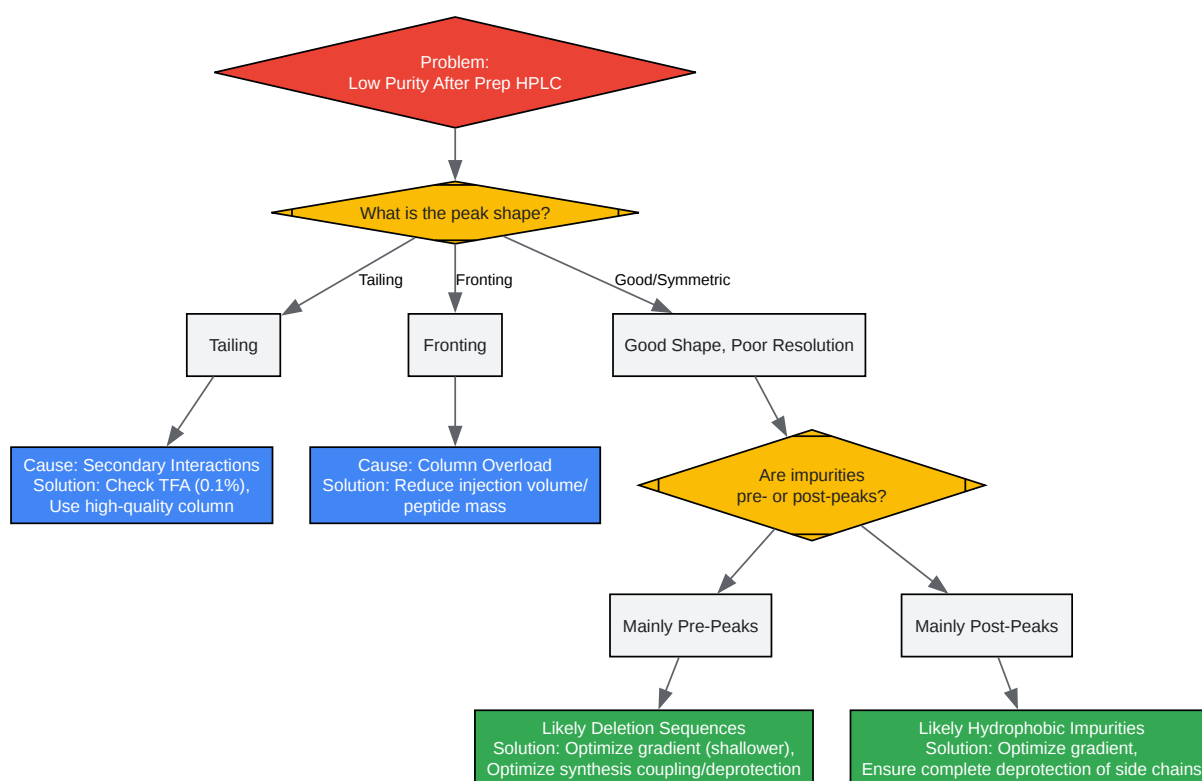 Problem:
Low Purity After Prep HPLC
What is the peak shape?
Tailing
Fronting
Good/Symmetric
Tailing
Fronting
Good Shape, Poor Resolution
Cause: Secondary Interactions
Solution: Check TFA (0.1%),
Use high-quality column
Cause: Column Overload
Solution: Reduce injection volume/
peptide mass
Are impurities
pre- or post-peaks?
Mainly Pre-Peaks
Mainly Post-Peaks
Likely Deletion Sequences
Solution: Optimize gradient (shallower),
Optimize synthesis coupling/deprotection
Likely Hydrophobic Impurities
Solution: Optimize gradient,
Ensure complete deprotection of side chains